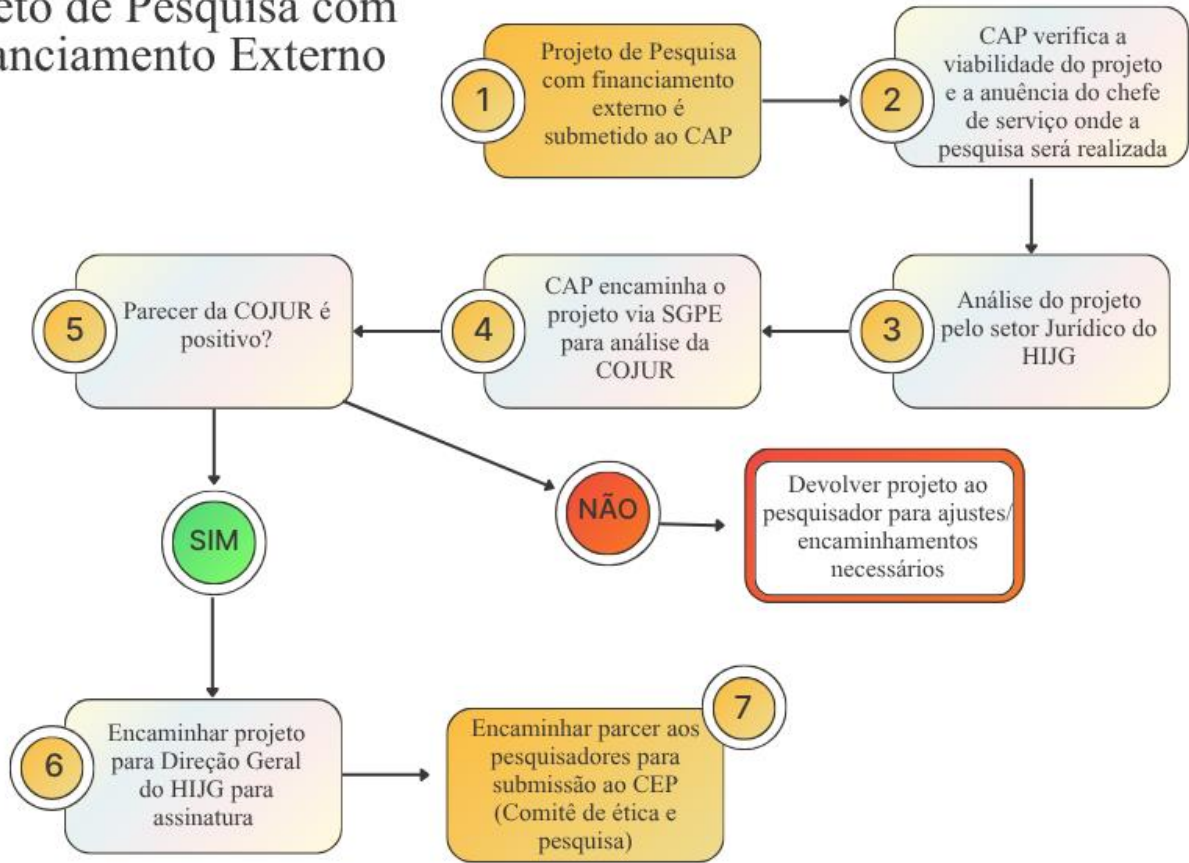 eto de Pesquisa com
anciamento Externo
1
Projeto de Pesquisa
com financiamento
externo é
submetido ao CAP
2
CAP verifica a
viabilidade do projeto
e a anuência do chefe
de serviço onde a
pesquisa será realizada
3
Análise do projeto
pelo setor Jurídico do
HIJG
4
CAP encaminha o
projeto via SGPE
para análise da
COJUR
5
Parecer da COJUR é
positivo?
SIM
NÃO
Devolver projeto ao
pesquisador para ajustes/
encaminhamentos
necessários
6
Encaminhar projeto
para Direção Geral
do HIJG para
assinatura
7
Encaminhar parcer aos
pesquisadores para
submissão ao CEP
(Comitê de ética e
pesquisa)